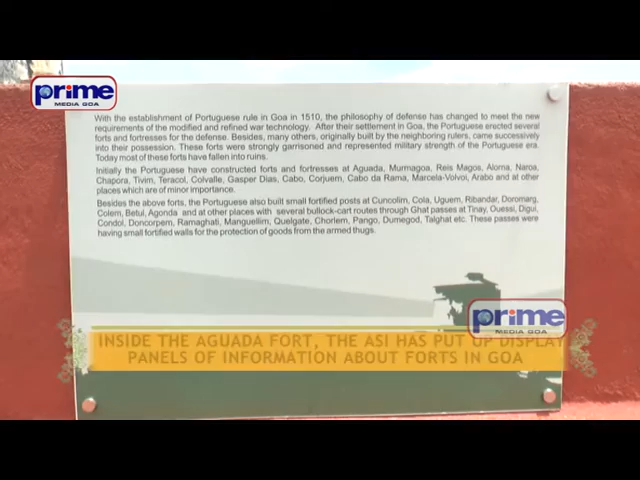 prime
MEDIA GOA
With the establishment of Portuguese rule in Goa in 1510, the philosophy of defense has changed to meet the new
requirements of the modified and refined war technology. After their settlement in Goa, the Portuguese erected several
forts and fortresses for the defense. Besides, many others, originally built by the neighboring rulers, came successively
into their possession. These forts were strongly garrisoned and represented military strength of the Portuguese era.
Today most of these forts have fallen into ruins.
Initially the Portuguese have constructed forts and fortresses at Aguada, Murmagoa, Reis Magos, Alorna, Naroa,
Chapora, Tivim, Teracol, Colvalle, Gasper Dias, Cabo, Corjuem, Cabo da Rama, Marcela-Volvoi, Arabo and at other
places which are of minor importance.
Besides the above forts, the Portuguese also built small fortified posts at Cuncolim, Cola, Uguem, Ribandar, Doromarg,
Colem, Betul, Agonda and at other places with several bullock-cart routes through Ghat passes at Tinay, Ouessi, Digui,
Condol, Doncorpem, Ramaghati, Manguellim, Quelgate, Chorlem, Pango, Dumegod, Talghat etc. These passes were
having small fortified walls for the protection of goods from the armed thugs.
prime
MEDIA GOA
INSIDE THE AGUADA FORT, THE ASI HAS PUT UP DISPLAY
PANELS OF INFORMATION ABOUT FORTS IN GOA